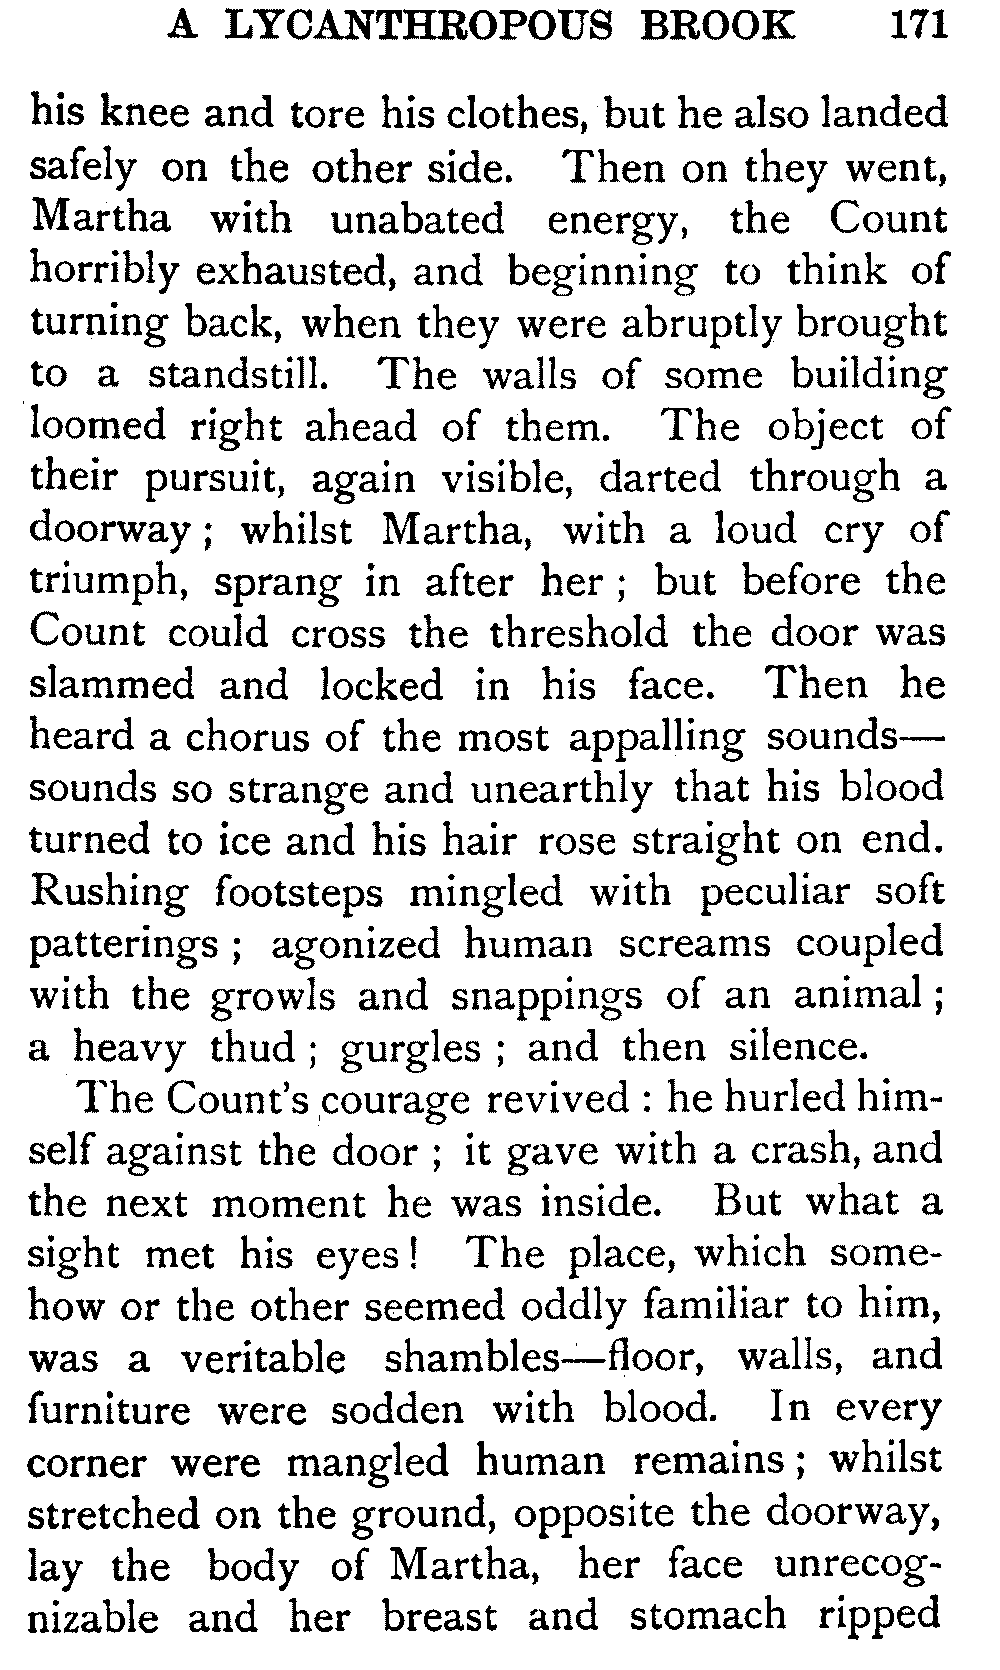 A LYCANTHROPOUS BROOK 171
his knee and tore his clothes, but he also landed
safely on the other side. Then on they went,
Martha with unabated energy, the Count
horribly exhausted, and beginning to think of
turning back, when they were abruptly brought
to a standstill. The walls of some building
loomed right ahead of them. The object of
their pursuit, again visible, darted through a
doorway ; whilst Martha, with a loud cry of
triumph, sprang in after her ; but before the
Count could cross the threshold the door was
slammed and locked in his face. Then he
heard a chorus of the most appalling sounds—
sounds so strange and unearthly that his blood
turned to ice and his hair rose straight on end.
Rushing footsteps mingled with peculiar soft
patterings ; agonized human screams coupled
with the growls and snappings of an animal ;
a heavy thud ; gurgles ; and then silence.
The Count's courage revived : he hurled him-
self against the door ; it gave with a crash, and
the next moment he was inside. But what a
sight met his eyes! The place, which some-
how or the other seemed oddly familiar to him,
was a veritable shambles—floor, walls, and
furniture were sodden with blood. In every
corner were mangled human remains ; whilst
stretched on the ground, opposite the doorway,
lay the body of Martha, her face unrecog-
nizable and her breast and stomach ripped